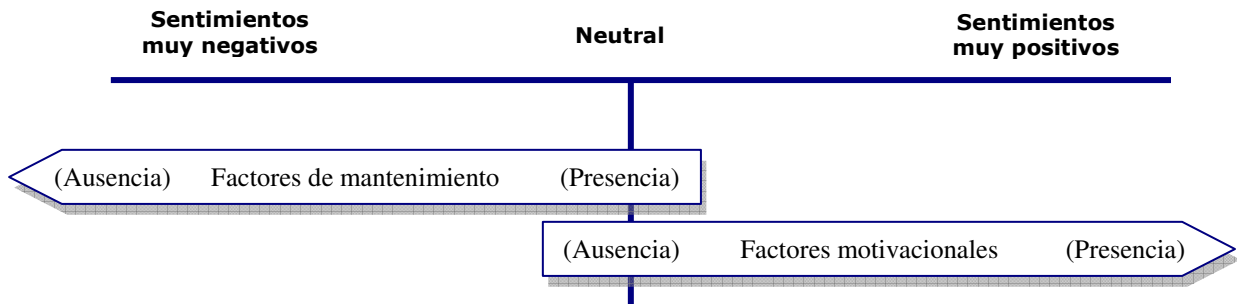 Sentimientos
muy negativos
Neutral
Sentimientos
muy positivos
(Ausencia) Factores de mantenimiento (Presencia)
(Ausencia) Factores motivacionales (Presencia)